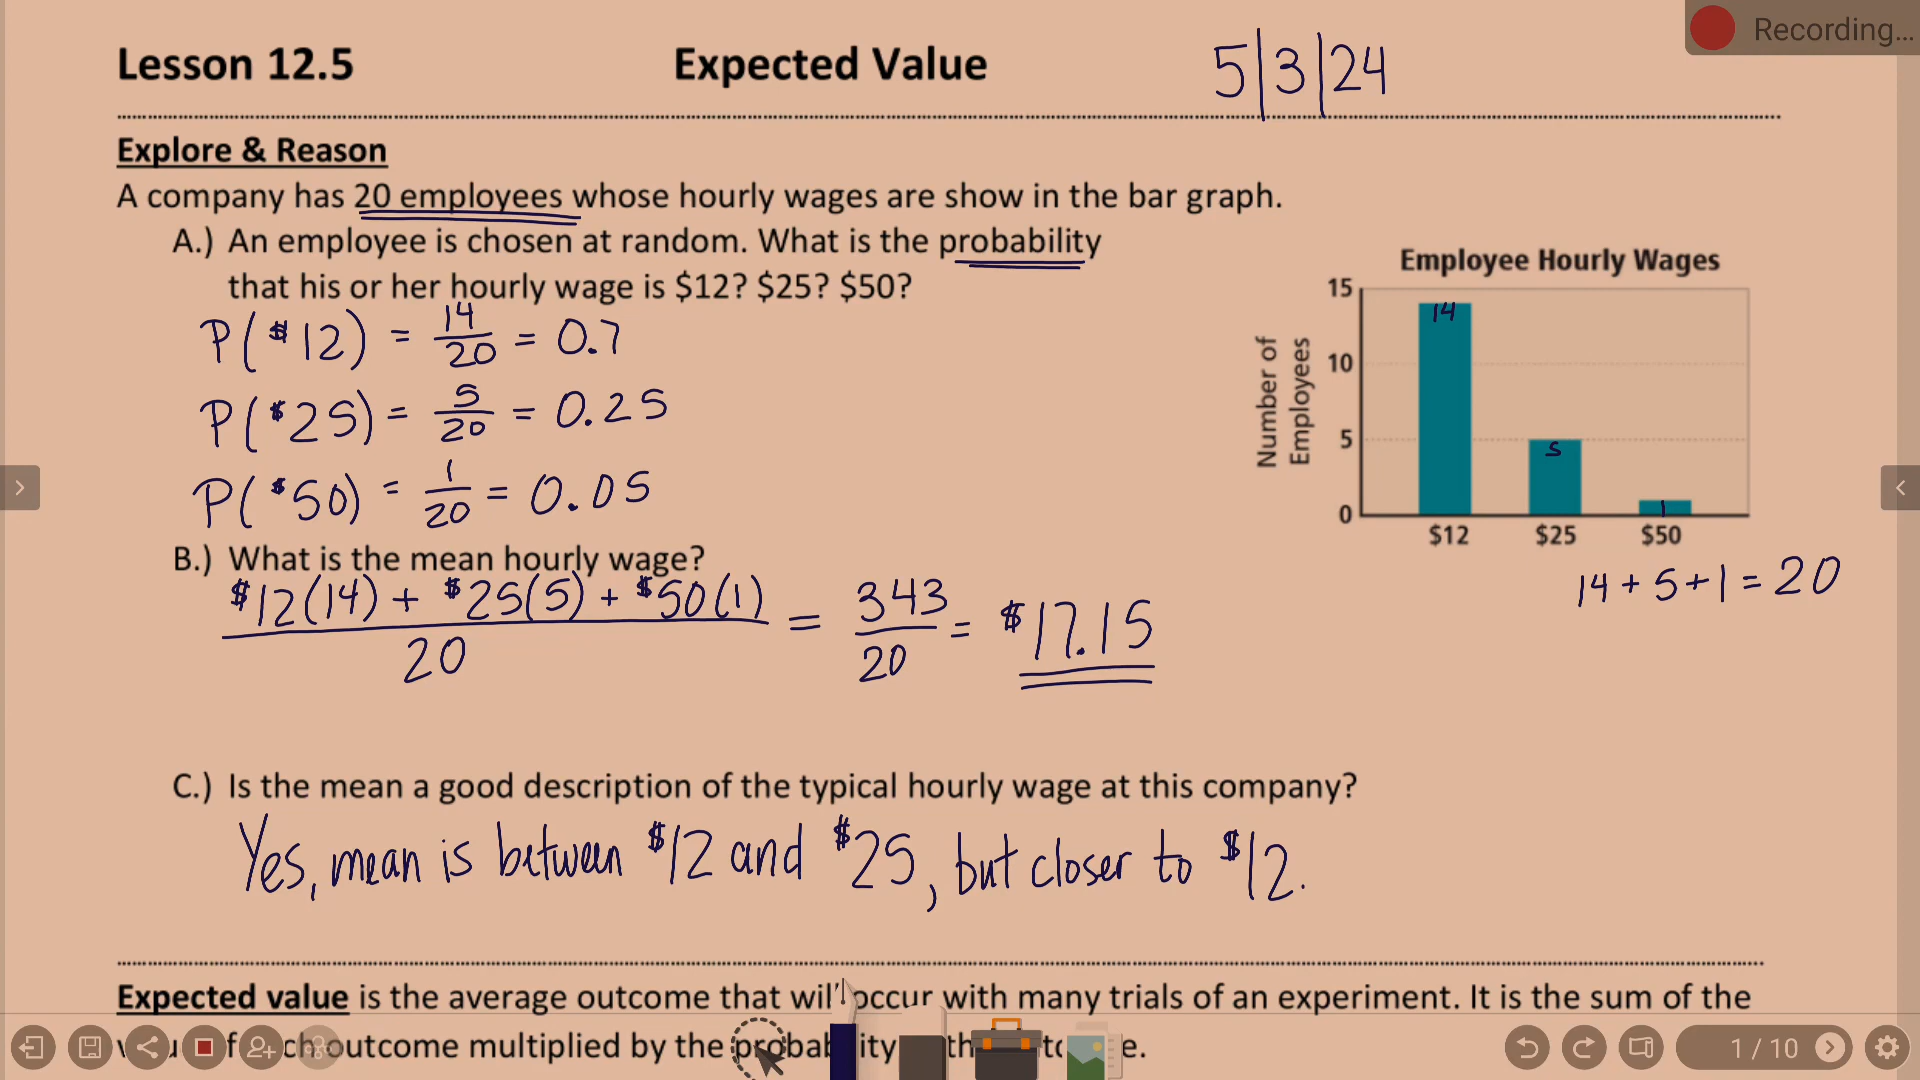 Recording...
Lesson 12.5 Expected Value 5|3|24
Explore & Reason
A company has 20 employees whose hourly wages are show in the bar graph.
A.) An employee is chosen at random. What is the probability
that his or her hourly wage is $12? $25? $50?
P($12) = 14/20 = 0.7
P($25) = 5/20 = 0.25
P($50) = 1/20 = 0.05
Employee Hourly Wages
Number of
Employees
15
10
5
0
14
5
1
$12 $25 $50
14 + 5 + 1 = 20
B.) What is the mean hourly wage?
$12(14) + $25(5) + $50(1)
20
= 343/20 = $17.15
C.) Is the mean a good description of the typical hourly wage at this company?
Yes, mean is between $12 and $25, but closer to $12.
Expected value is the average outcome that will occur with many trials of an experiment. It is the sum of the
outcome multiplied by the
1 / 10